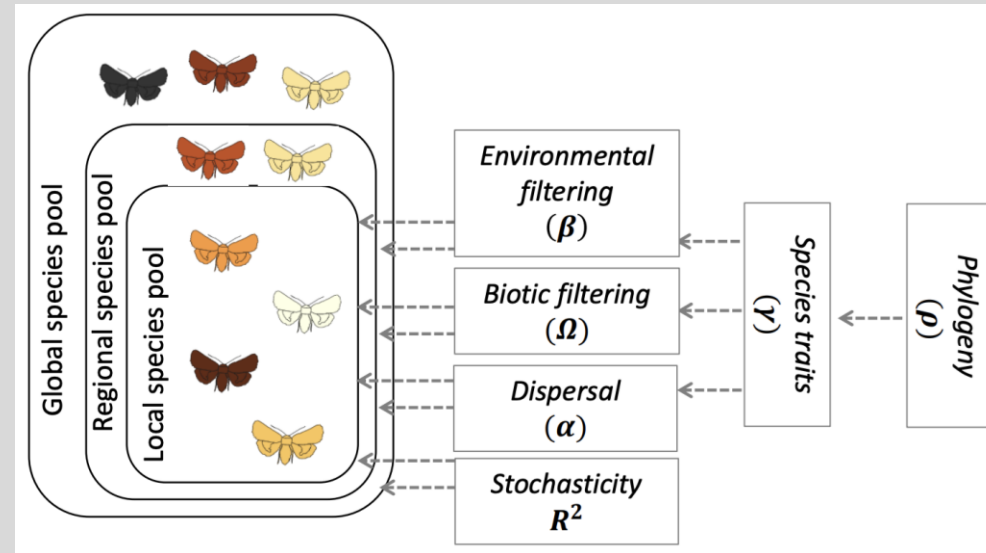 Global species pool
Regional species pool
Local species pool
Environmental
filtering
(β)
Biotic filtering
(Ω)
Dispersal
(α)
Stochasticity
R²
Species traits
(γ)
Phylogeny
(ρ)